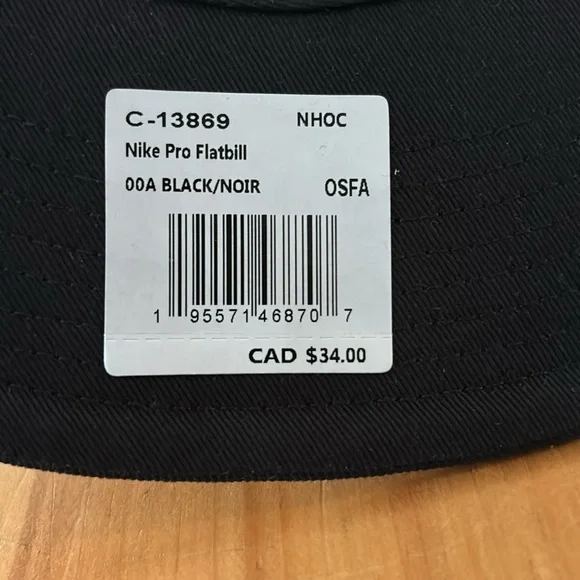 C-13869 NHOC
Nike Pro Flatbill
00A BLACK/NOIR OSFA
1 95571 46870 7
CAD $34.00